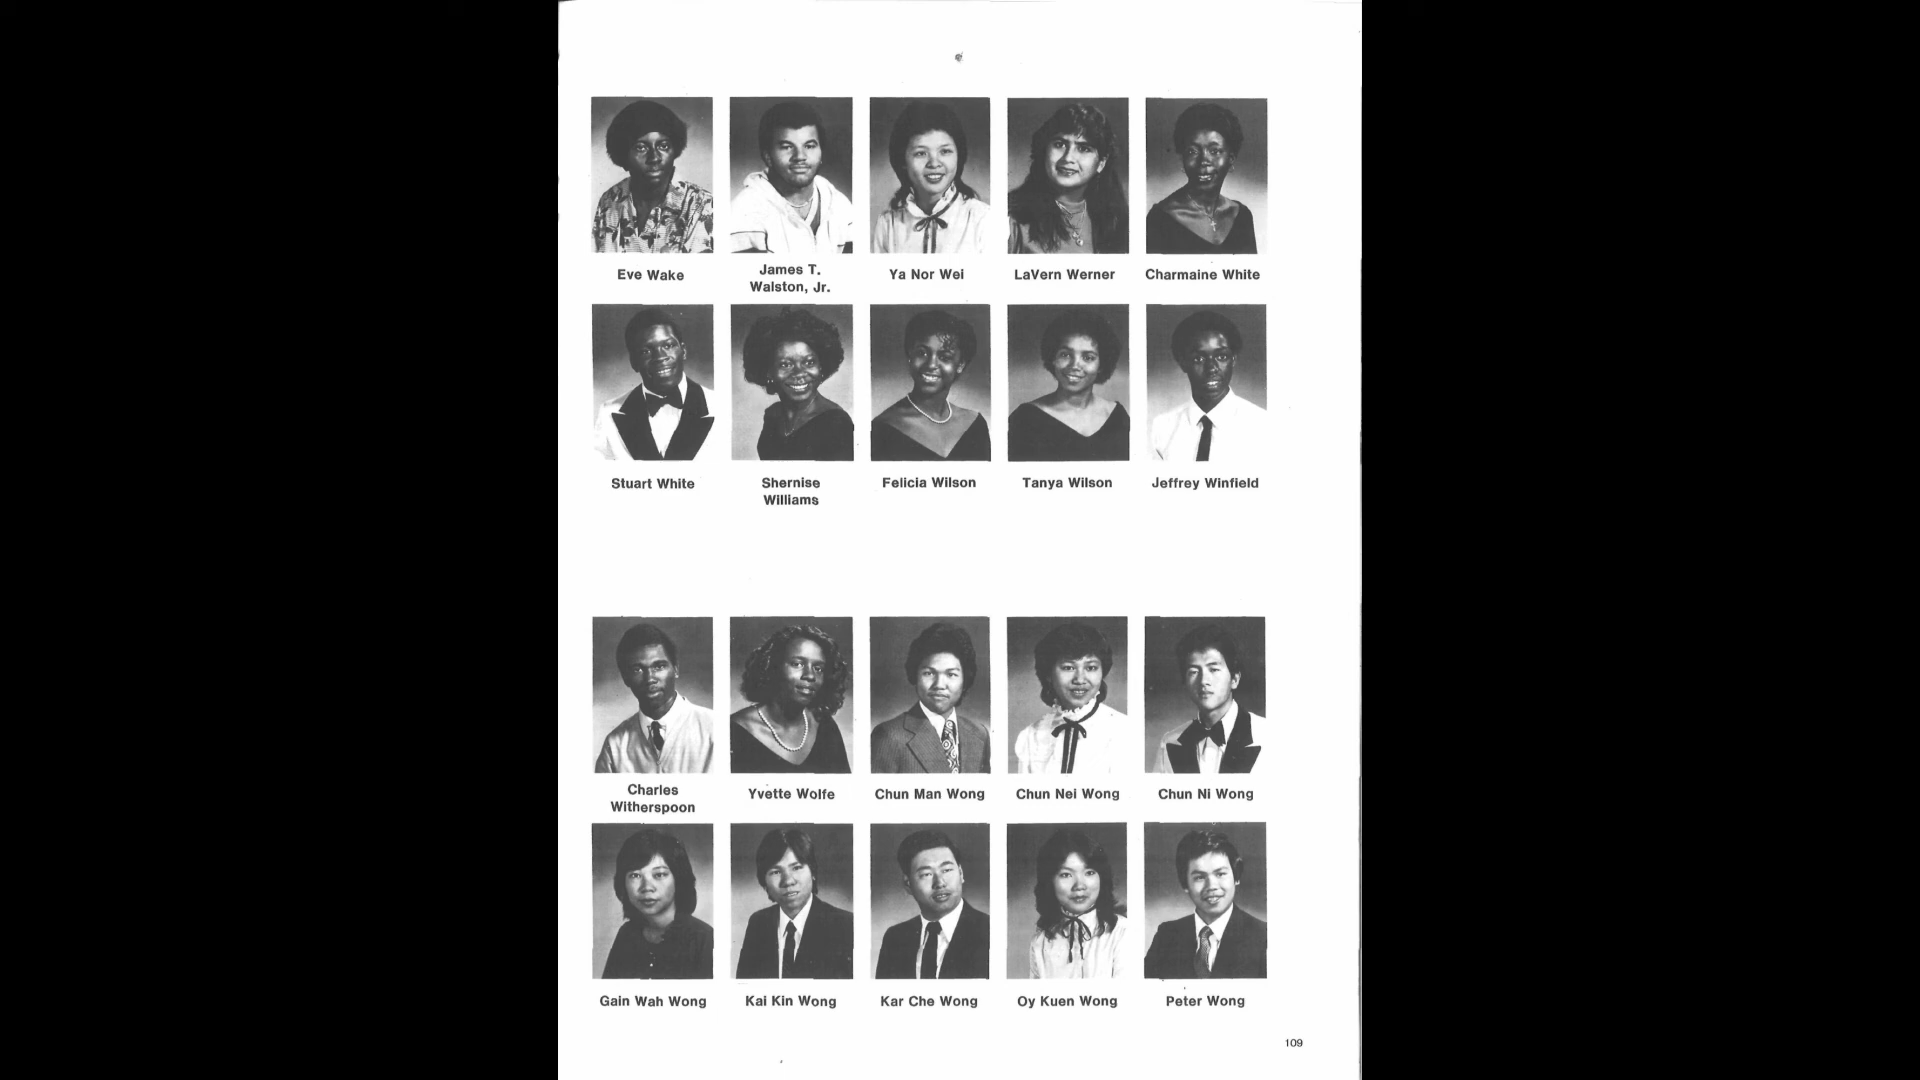 Eve Wake
James T.
Walston, Jr.
Ya Nor Wei
LaVern Werner
Charmaine White
Stuart White
Shernise
Williams
Felicia Wilson
Tanya Wilson
Jeffrey Winfield
Charles
Witherspoon
Yvette Wolfe
Chun Man Wong
Chun Nei Wong
Chun Ni Wong
Gain Wah Wong
Kai Kin Wong
Kar Che Wong
Oy Kuen Wong
Peter Wong
109